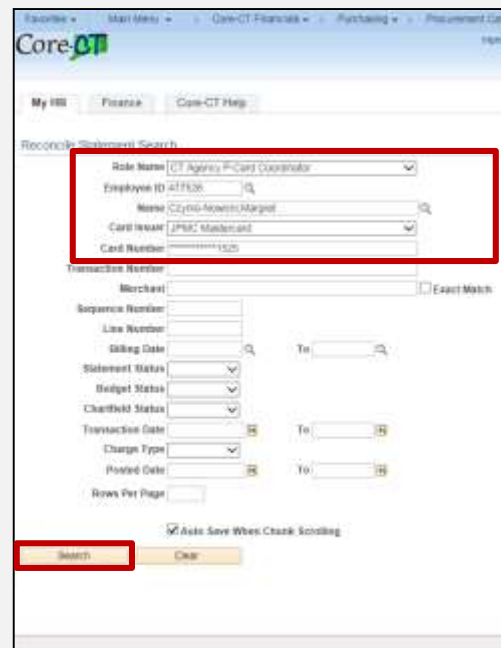 Favorites Main Menu Core-CT Financials Purchasing Procurement Ca
Core-CT
My HR Finance Core-CT Help
Reconcile Statement Search
Role Name CT Agency P-Card Coordinator
Employee ID
Name
Card Issuer JPMC Mastercard
Card Number ************1525
Transaction Number
Merchant Exact Match
Sequence Number
Line Number
Billing Date To
Statement Status
Budget Status
Chartfield Status
Transaction Date To
Charge Type
Posted Date To
Rows Per Page
Auto Save When Chunk Scrolling
Search Clear